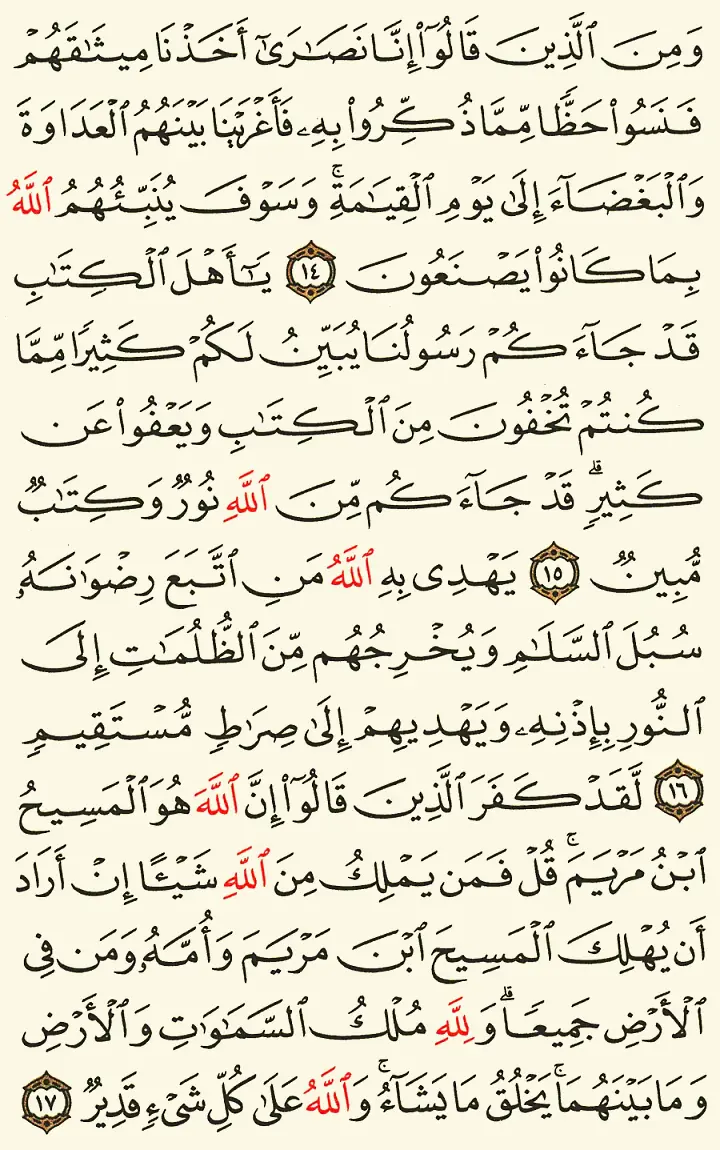 وَمِنَ ٱلَّذِينَ قَالُوٓا۟ إِنَّا نَصَـٰرَىٰٓ أَخَذْنَا مِيثَـٰقَهُمْ
فَنَسُوا۟ حَظًّا مِّمَّا ذُكِّرُوا۟ بِهِۦ فَأَغْرَيْنَا بَيْنَهُمُ ٱلْعَدَاوَةَ
وَٱلْبَغْضَآءَ إِلَىٰ يَوْمِ ٱلْقِيَـٰمَةِ ۚ وَسَوْفَ يُنَبِّئُهُمُ ٱللَّهُ
بِمَا كَانُوا۟ يَصْنَعُونَ ١٤ يَـٰٓأَهْلَ ٱلْكِتَـٰبِ
قَدْ جَآءَكُمْ رَسُولُنَا يُبَيِّنُ لَكُمْ كَثِيرًا مِّمَّا
كُنتُمْ تُخْفُونَ مِنَ ٱلْكِتَـٰبِ وَيَعْفُوا۟ عَن
كَثِيرٍ ۚ قَدْ جَآءَكُم مِّنَ ٱللَّهِ نُورٌ وَكِتَـٰبٌ
مُّبِينٌ ١٥ يَهْدِى بِهِ ٱللَّهُ مَنِ ٱتَّبَعَ رِضْوَٰنَهُۥ
سُبُلَ ٱلسَّلَـٰمِ وَيُخْرِجُهُم مِّنَ ٱلظُّلُمَـٰتِ إِلَى
ٱلنُّورِ بِإِذْنِهِۦ وَيَهْدِيهِمْ إِلَىٰ صِرَٰطٍ مُّسْتَقِيمٍ
١٦ لَّقَدْ كَفَرَ ٱلَّذِينَ قَالُوٓا۟ إِنَّ ٱللَّهَ هُوَ ٱلْمَسِيحُ
ٱبْنُ مَرْيَمَ ۚ قُلْ فَمَن يَمْلِكُ مِنَ ٱللَّهِ شَيْـًٔا إِنْ أَرَادَ
أَن يُهْلِكَ ٱلْمَسِيحَ ٱبْنَ مَرْيَمَ وَأُمَّهُۥ وَمَن فِى
ٱلْأَرْضِ جَمِيعًا ۗ وَلِلَّهِ مُلْكُ ٱلسَّمَـٰوَٰتِ وَٱلْأَرْضِ
وَمَا بَيْنَهُمَا ۚ يَخْلُقُ مَا يَشَآءُ ۚ وَٱللَّهُ عَلَىٰ كُلِّ شَىْءٍ قَدِيرٌ ١٧